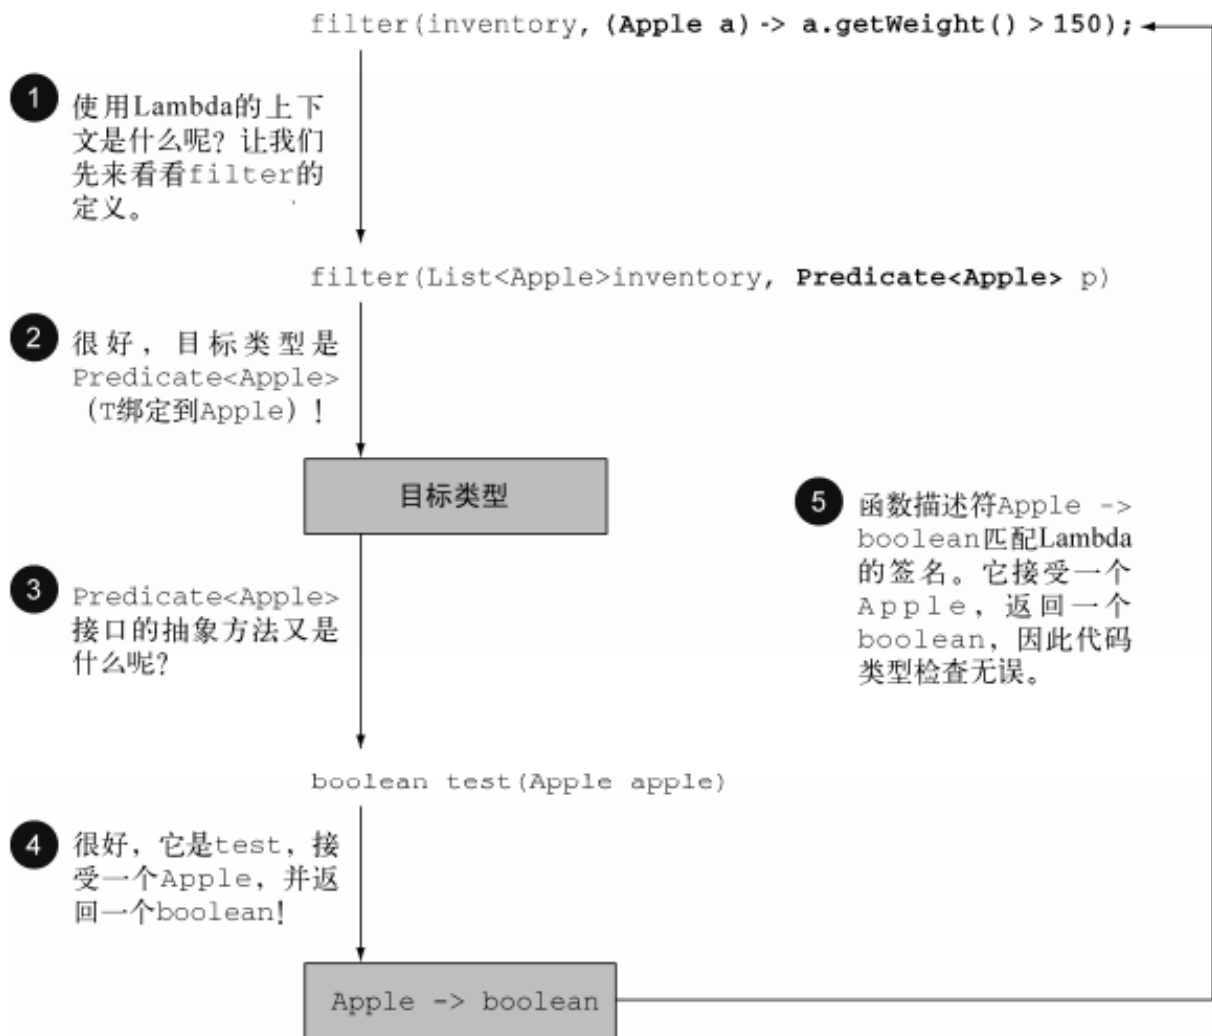 filter(inventory, (Apple a) -> a.getWeight() > 150);
1 使用Lambda的上下
文是什么呢？让我们
先来看看filter的
定义。
filter(List<Apple>inventory, Predicate<Apple> p)
2 很好，目标类型是
Predicate<Apple>
（T绑定到Apple）！
目标类型
3 Predicate<Apple>
接口的抽象方法又是
什么呢？
boolean test(Apple apple)
4 很好，它是test，接
受一个Apple，并返
回一个boolean！
Apple -> boolean
5 函数描述符Apple ->
boolean匹配Lambda
的签名。它接受一个
Apple，返回一个
boolean，因此代码
类型检查无误。